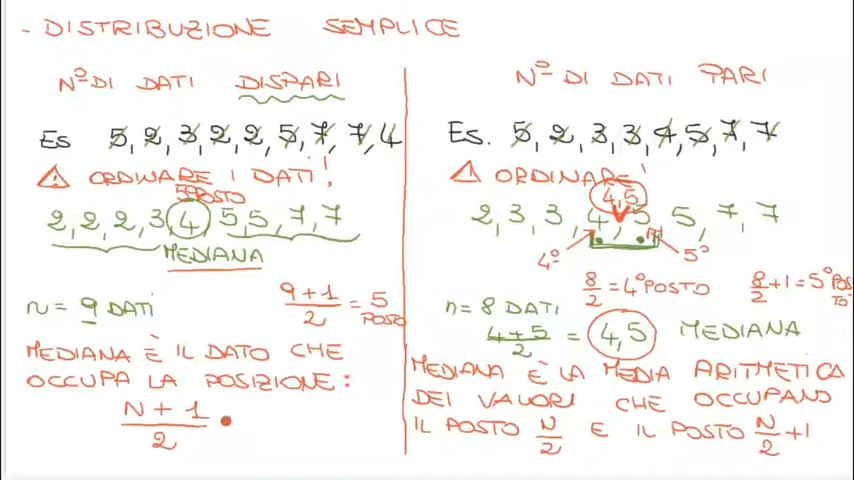 - DISTRIBUZIONE SEMPLICE
N° DI DATI DISPARI
Es 5, 2, 3, 2, 2, 5, 7, 7, 4
⚠ ORDINARE I DATI!
5° POSTO
2, 2, 2, 3, 4, 5, 5, 7, 7
MEDIANA
n = 9 DATI
9+1/2 = 5 POSTO
MEDIANA È IL DATO CHE
OCCUPA LA POSIZIONE:
N+1/2
N° DI DATI PARI
Es. 5, 2, 3, 3, 4, 5, 7, 7
⚠ ORDINARE!
4,5
2, 3, 3, 4, 5, 5, 7, 7
4° 5°
8/2 = 4° POSTO 8/2 + 1 = 5° POSTO
n = 8 DATI
4+5/2 = 4,5 MEDIANA
MEDIANA È LA MEDIA ARITMETICA
DEI VALORI CHE OCCUPANO
IL POSTO N/2 E IL POSTO N/2 + 1